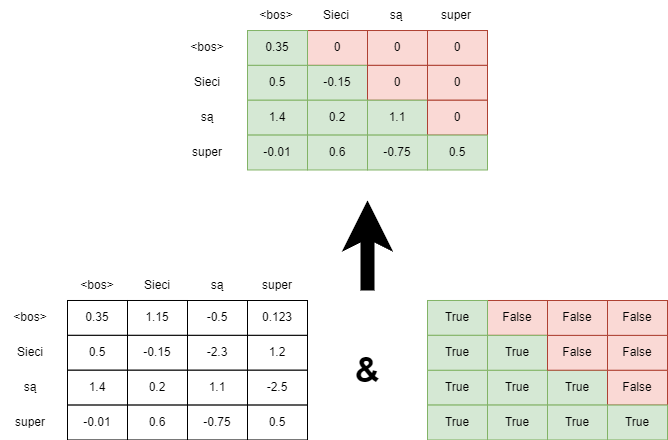 <bos> Sieci są super
<bos> 0.35 0 0 0
Sieci 0.5 -0.15 0 0
są 1.4 0.2 1.1 0
super -0.01 0.6 -0.75 0.5
<bos> Sieci są super
<bos> 0.35 1.15 -0.5 0.123
Sieci 0.5 -0.15 -2.3 1.2
są 1.4 0.2 1.1 -2.5
super -0.01 0.6 -0.75 0.5
&
True False False False
True True False False
True True True False
True True True True